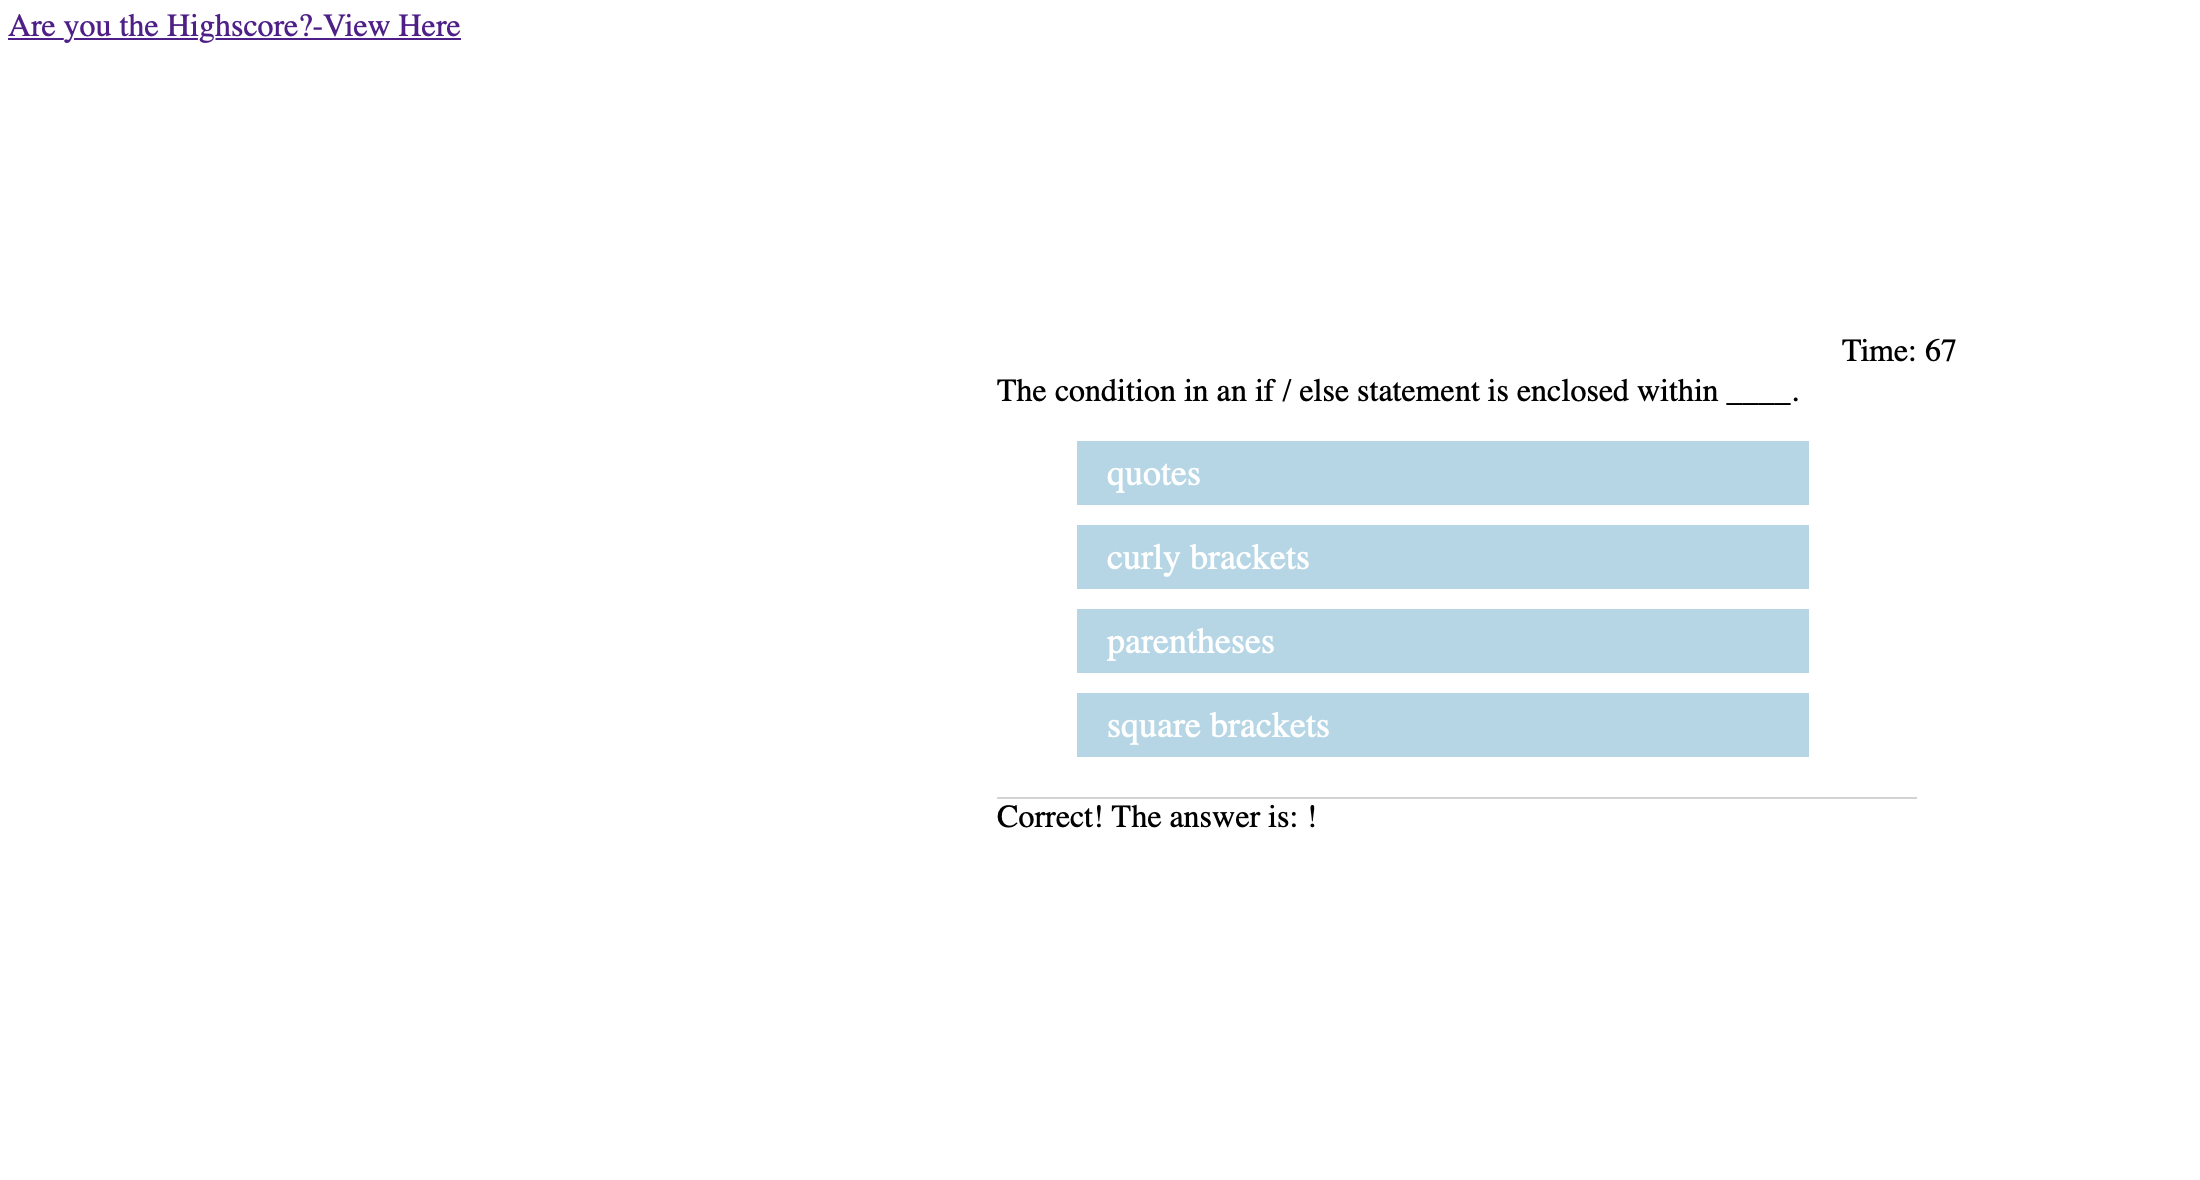 Are you the Highscore?-View Here
Time: 67
The condition in an if / else statement is enclosed within ____.
quotes
curly brackets
parentheses
square brackets
Correct! The answer is: !